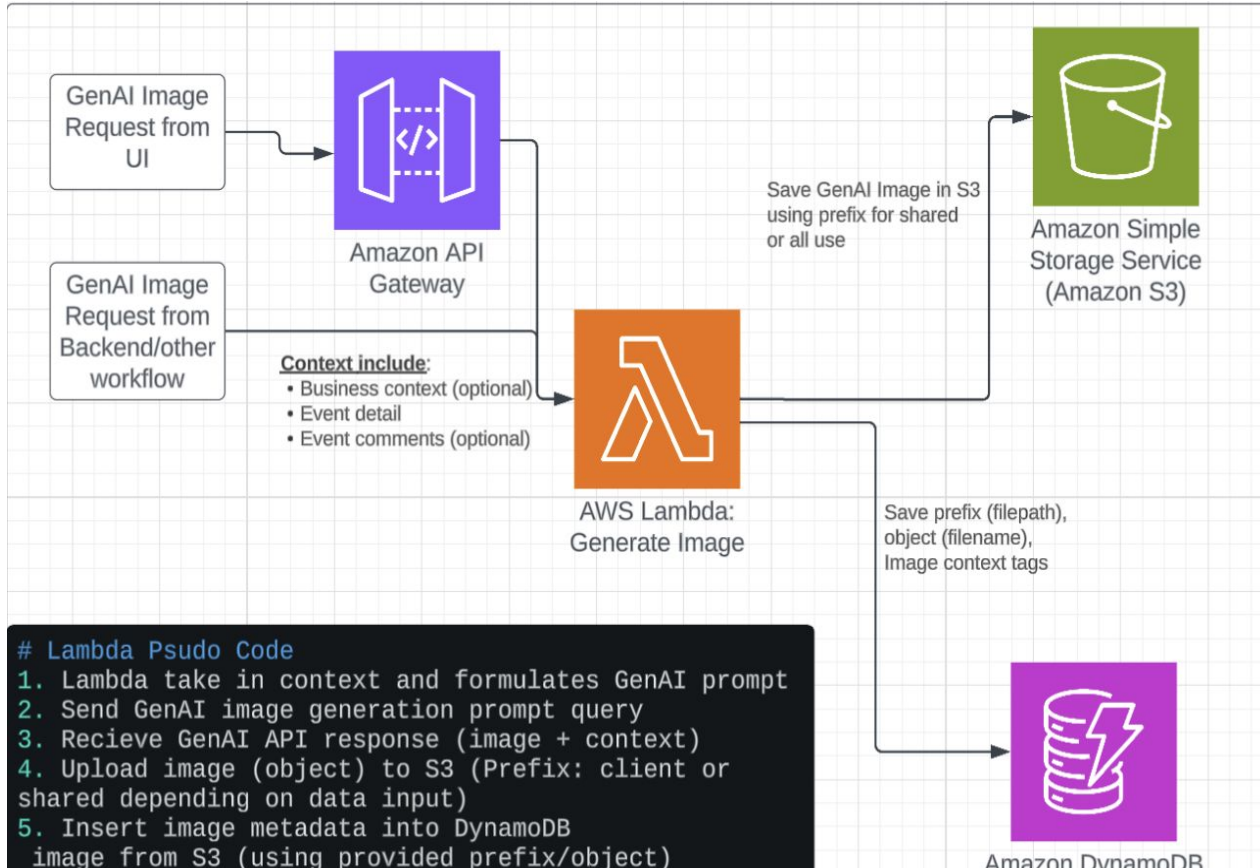 GenAI Image
Request from
UI
Amazon API
Gateway
GenAI Image
Request from
Backend/other
workflow
Context include:
• Business context (optional)
• Event detail
• Event comments (optional)
AWS Lambda:
Generate Image
Save GenAI Image in S3
using prefix for shared
or all use
Amazon Simple
Storage Service
(Amazon S3)
Save prefix (filepath),
object (filename),
Image context tags
Amazon DynamoDB
# Lambda Psudo Code
1. Lambda take in context and formulates GenAI prompt
2. Send GenAI image generation prompt query
3. Recieve GenAI API response (image + context)
4. Upload image (object) to S3 (Prefix: client or
shared depending on data input)
5. Insert image metadata into DynamoDB
image from S3 (using provided prefix/object)